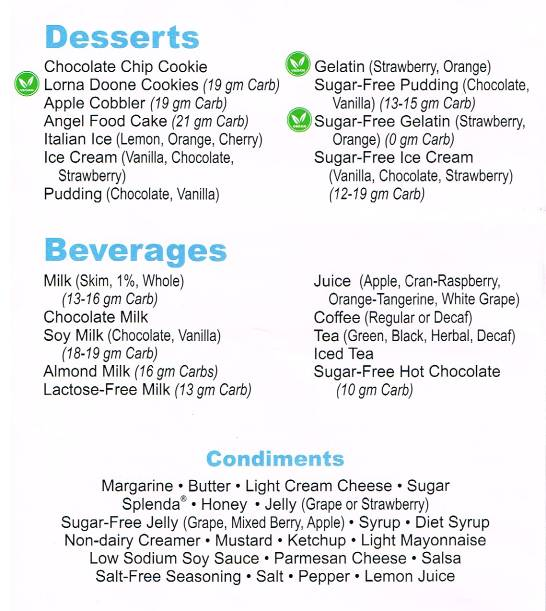 Desserts
Chocolate Chip Cookie
Lorna Doone Cookies (19 gm Carb)
Apple Cobbler (19 gm Carb)
Angel Food Cake (21 gm Carb)
Italian Ice (Lemon, Orange, Cherry)
Ice Cream (Vanilla, Chocolate,
Strawberry)
Pudding (Chocolate, Vanilla)
Gelatin (Strawberry, Orange)
Sugar-Free Pudding (Chocolate,
Vanilla) (13-15 gm Carb)
Sugar-Free Gelatin (Strawberry,
Orange) (0 gm Carb)
Sugar-Free Ice Cream
(Vanilla, Chocolate, Strawberry)
(12-19 gm Carb)
Beverages
Milk (Skim, 1%, Whole)
(13-16 gm Carb)
Chocolate Milk
Soy Milk (Chocolate, Vanilla)
(18-19 gm Carb)
Almond Milk (16 gm Carbs)
Lactose-Free Milk (13 gm Carb)
Juice (Apple, Cran-Raspberry,
Orange-Tangerine, White Grape)
Coffee (Regular or Decaf)
Tea (Green, Black, Herbal, Decaf)
Iced Tea
Sugar-Free Hot Chocolate
(10 gm Carb)
Condiments
Margarine • Butter • Light Cream Cheese • Sugar
Splenda® • Honey • Jelly (Grape or Strawberry)
Sugar-Free Jelly (Grape, Mixed Berry, Apple) • Syrup • Diet Syrup
Non-dairy Creamer • Mustard • Ketchup • Light Mayonnaise
Low Sodium Soy Sauce • Parmesan Cheese • Salsa
Salt-Free Seasoning • Salt • Pepper • Lemon Juice